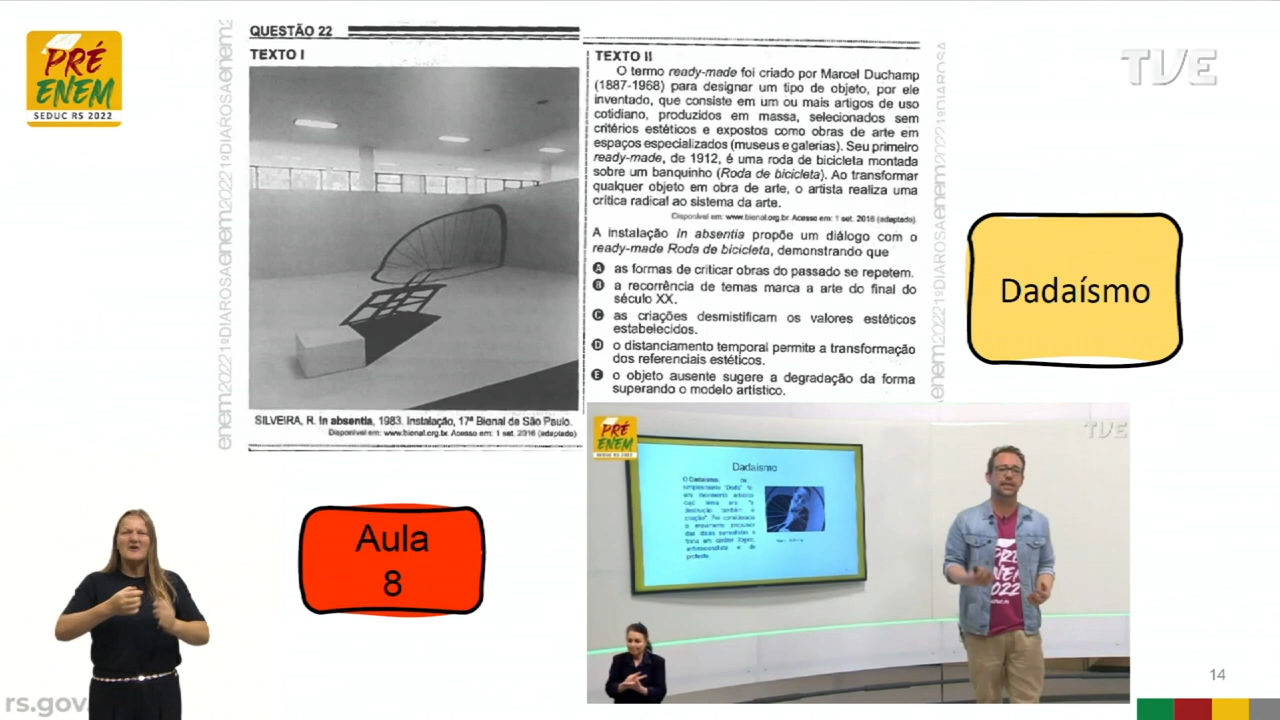 PRÉ
ENEM
SEDUC RS 2022
TVE
QUESTÃO 22
TEXTO I
SILVEIRA, R. In absentia, 1983. Instalação, 17ª Bienal de São Paulo.
Disponível em: www.bienal.org.br. Acesso em: 1 set. 2016 (adaptado).
TEXTO II
O termo ready-made foi criado por Marcel Duchamp
(1887-1968) para designar um tipo de objeto, por ele
inventado, que consiste em um ou mais artigos de uso
cotidiano, produzidos em massa, selecionados sem
critérios estéticos e expostos como obras de arte em
espaços especializados (museus e galerias). Seu primeiro
ready-made, de 1912, é uma roda de bicicleta montada
sobre um banquinho (Roda de bicicleta). Ao transformar
qualquer objeto em obra de arte, o artista realiza uma
crítica radical ao sistema da arte.
Disponível em: www.bienal.org.br. Acesso em: 1 set. 2016 (adaptado).
A instalação In absentia propõe um diálogo com o
ready-made Roda de bicicleta, demonstrando que
A as formas de criticar obras do passado se repetem.
B a recorrência de temas marca a arte do final do
século XX.
C as criações desmistificam os valores estéticos
estabelecidos.
D o distanciamento temporal permite a transformação
dos referenciais estéticos.
E o objeto ausente sugere a degradação da forma
superando o modelo artístico.
Dadaísmo
Aula
8
PRÉ
ENEM
SEDUC RS 2022
TVE
Dadaísmo
O Dadaísmo,
PRÉ
ENEM
2022
rs.gov.
14